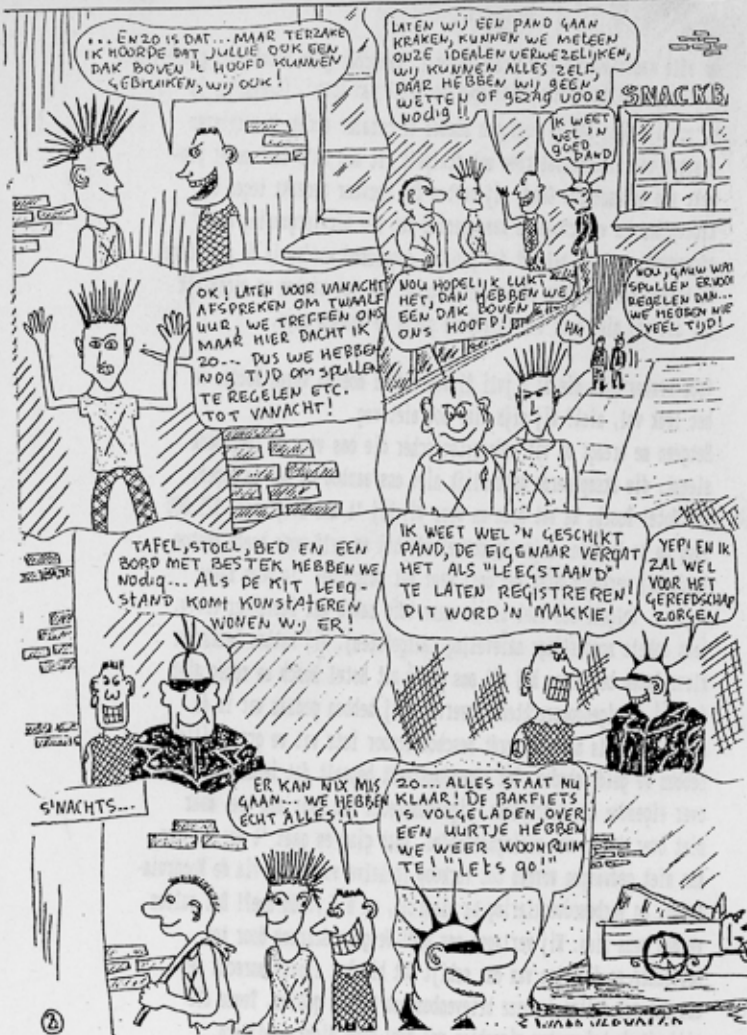 ... EN ZO IS DAT... MAAR TERZAKE
IK HOORDE DAT JULLIE OOK EEN
DAK BOVEN 'T HOOFD KUNNEN
GEBRUIKEN, WIJ OOK!
LATEN WIJ EEN PAND GAAN
KRAKEN, KUNNEN WE METEEN
ONZE IDEALEN VERWEZELIJKEN,
WIJ KUNNEN ALLES ZELF,
DAAR HEBBEN WIJ GEEN
WETTEN OF GEZAG VOOR
NODIG!!
IK WEET
WEL 'N
GOED
PAND
SNACKB
OK! LATEN VOOR VANACHT
AFSPREKEN OM TWAALF
UUR, WE TREFFEN ONS
MAAR HIER DACHT IK
ZO... DUS WE HEBBEN
NOG TIJD OM SPULLEN
TE REGELEN ETC.
TOT VANACHT!
NOU HOPELIJK LUKT
HET, DAN HEBBEN WE
EEN DAK BOVEN
ONS HOOFD!
HM
NOU, GAUW WAT
SPULLEN ERVOOR
REGELEN DAN...
WE HEBBEN NIE
VEEL TIJD!
TAFEL, STOEL, BED EN EEN
BORD MET BESTEK HEBBEN WE
NODIG... ALS DE KIT LEEG-
STAND KOMT KONSTATEREN
WONEN WIJ ER!
IK WEET WEL 'N GESCHIKT
PAND, DE EIGENAAR VERGAT
HET ALS "LEEGSTAAND"
TE LATEN REGISTREREN!
DIT WORD 'N MAKKIE!
YEP! EN IK
ZAL WEL
VOOR HET
GEREEDSCHAP
ZORGEN
S'NACHTS...
ER KAN NIX MIS
GAAN... WE HEBBEN
ECHT ALLES!!!
ZO... ALLES STAAT NU
KLAAR! DE BAKFIETS
IS VOLGELADEN, OVER
EEN UURTJE HEBBEN
WE WEER WOONRUIM
TE! "LETS GO!"
2